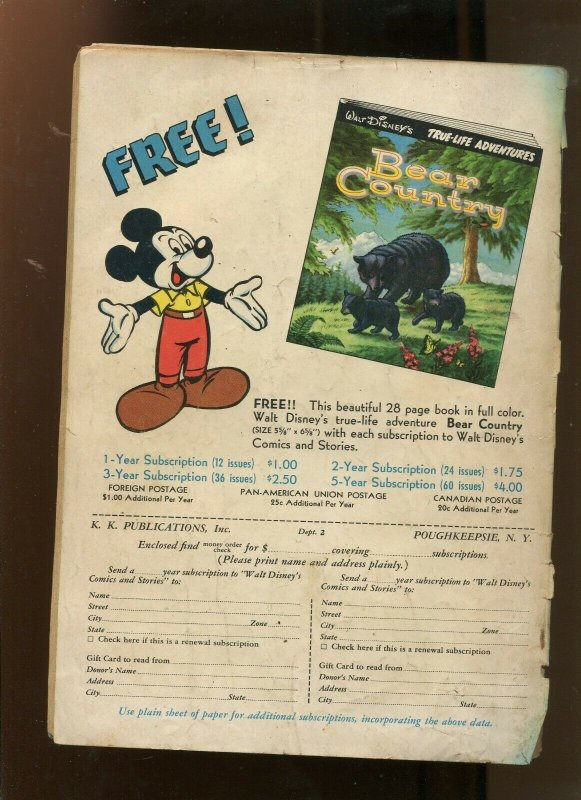 FREE!
WALT DISNEY'S
TRUE-LIFE ADVENTURES
Bear
Country
FREE!! This beautiful 28 page book in full color.
Walt Disney's true-life adventure Bear Country
(SIZE 5⅝" x 6⅝") with each subscription to Walt Disney's
Comics and Stories.
1-Year Subscription (12 issues) $1.00
2-Year Subscription (24 issues) $1.75
3-Year Subscription (36 issues) $2.50
5-Year Subscription (60 issues) $4.00
FOREIGN POSTAGE
$1.00 Additional Per Year
PAN-AMERICAN UNION POSTAGE
25c Additional Per Year
CANADIAN POSTAGE
20c Additional Per Year
K. K. PUBLICATIONS, Inc. Dept. 2 POUGHKEEPSIE, N. Y.
Enclosed find money order check for $ covering subscriptions.
(Please print name and address plainly.)
Send a year subscription to "Walt Disney's
Comics and Stories" to:
Name
Street
City Zone
State
☐ Check here if this is a renewal subscription
Gift Card to read from
Donor's Name
Address
City State
Send a year subscription to "Walt Disney's
Comics and Stories" to:
Name
Street
City Zone
State
☐ Check here if this is a renewal subscription
Gift Card to read from
Donor's Name
Address
City State
Use plain sheet of paper for additional subscriptions, incorporating the above data.